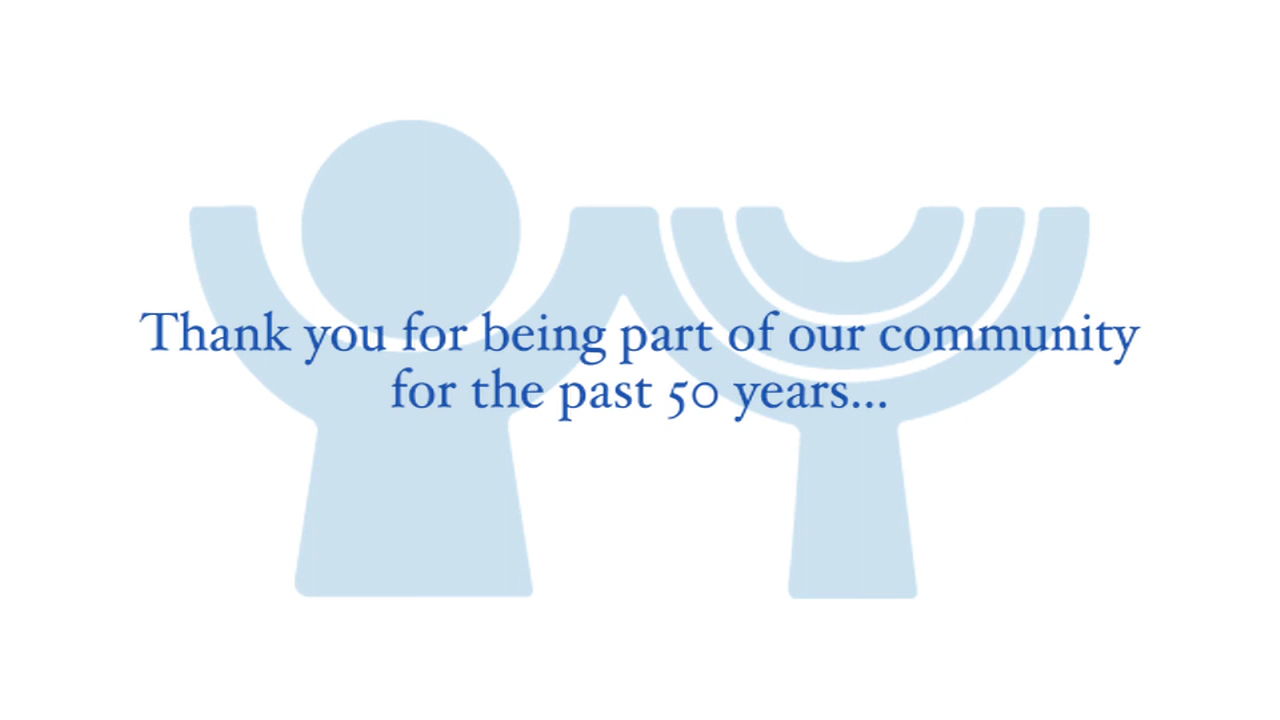 Thank you for being part of our community
for the past 50 years...